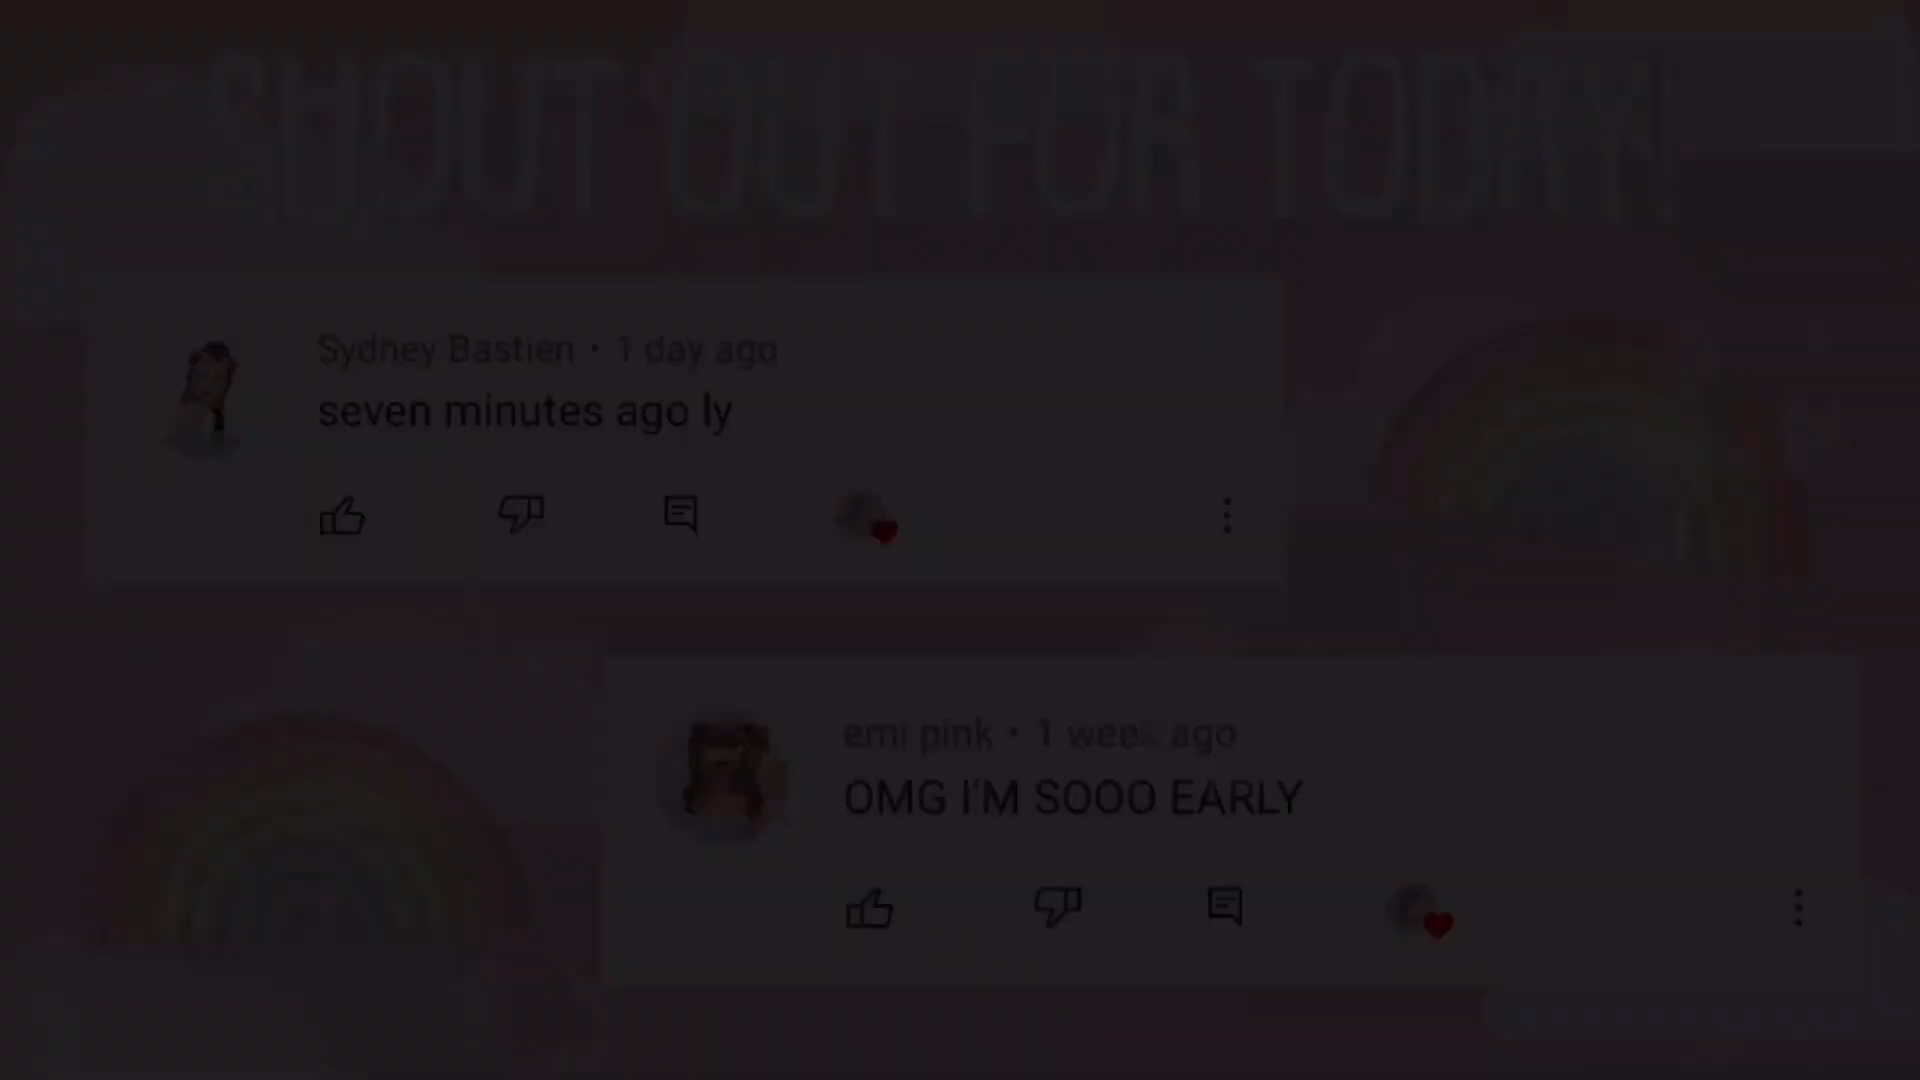 SHOUT OUT FOR TODAY!
Sydney Bastien · 1 day ago
seven minutes ago ly
emi pink · 1 week ago
OMG I'M SOOO EARLY